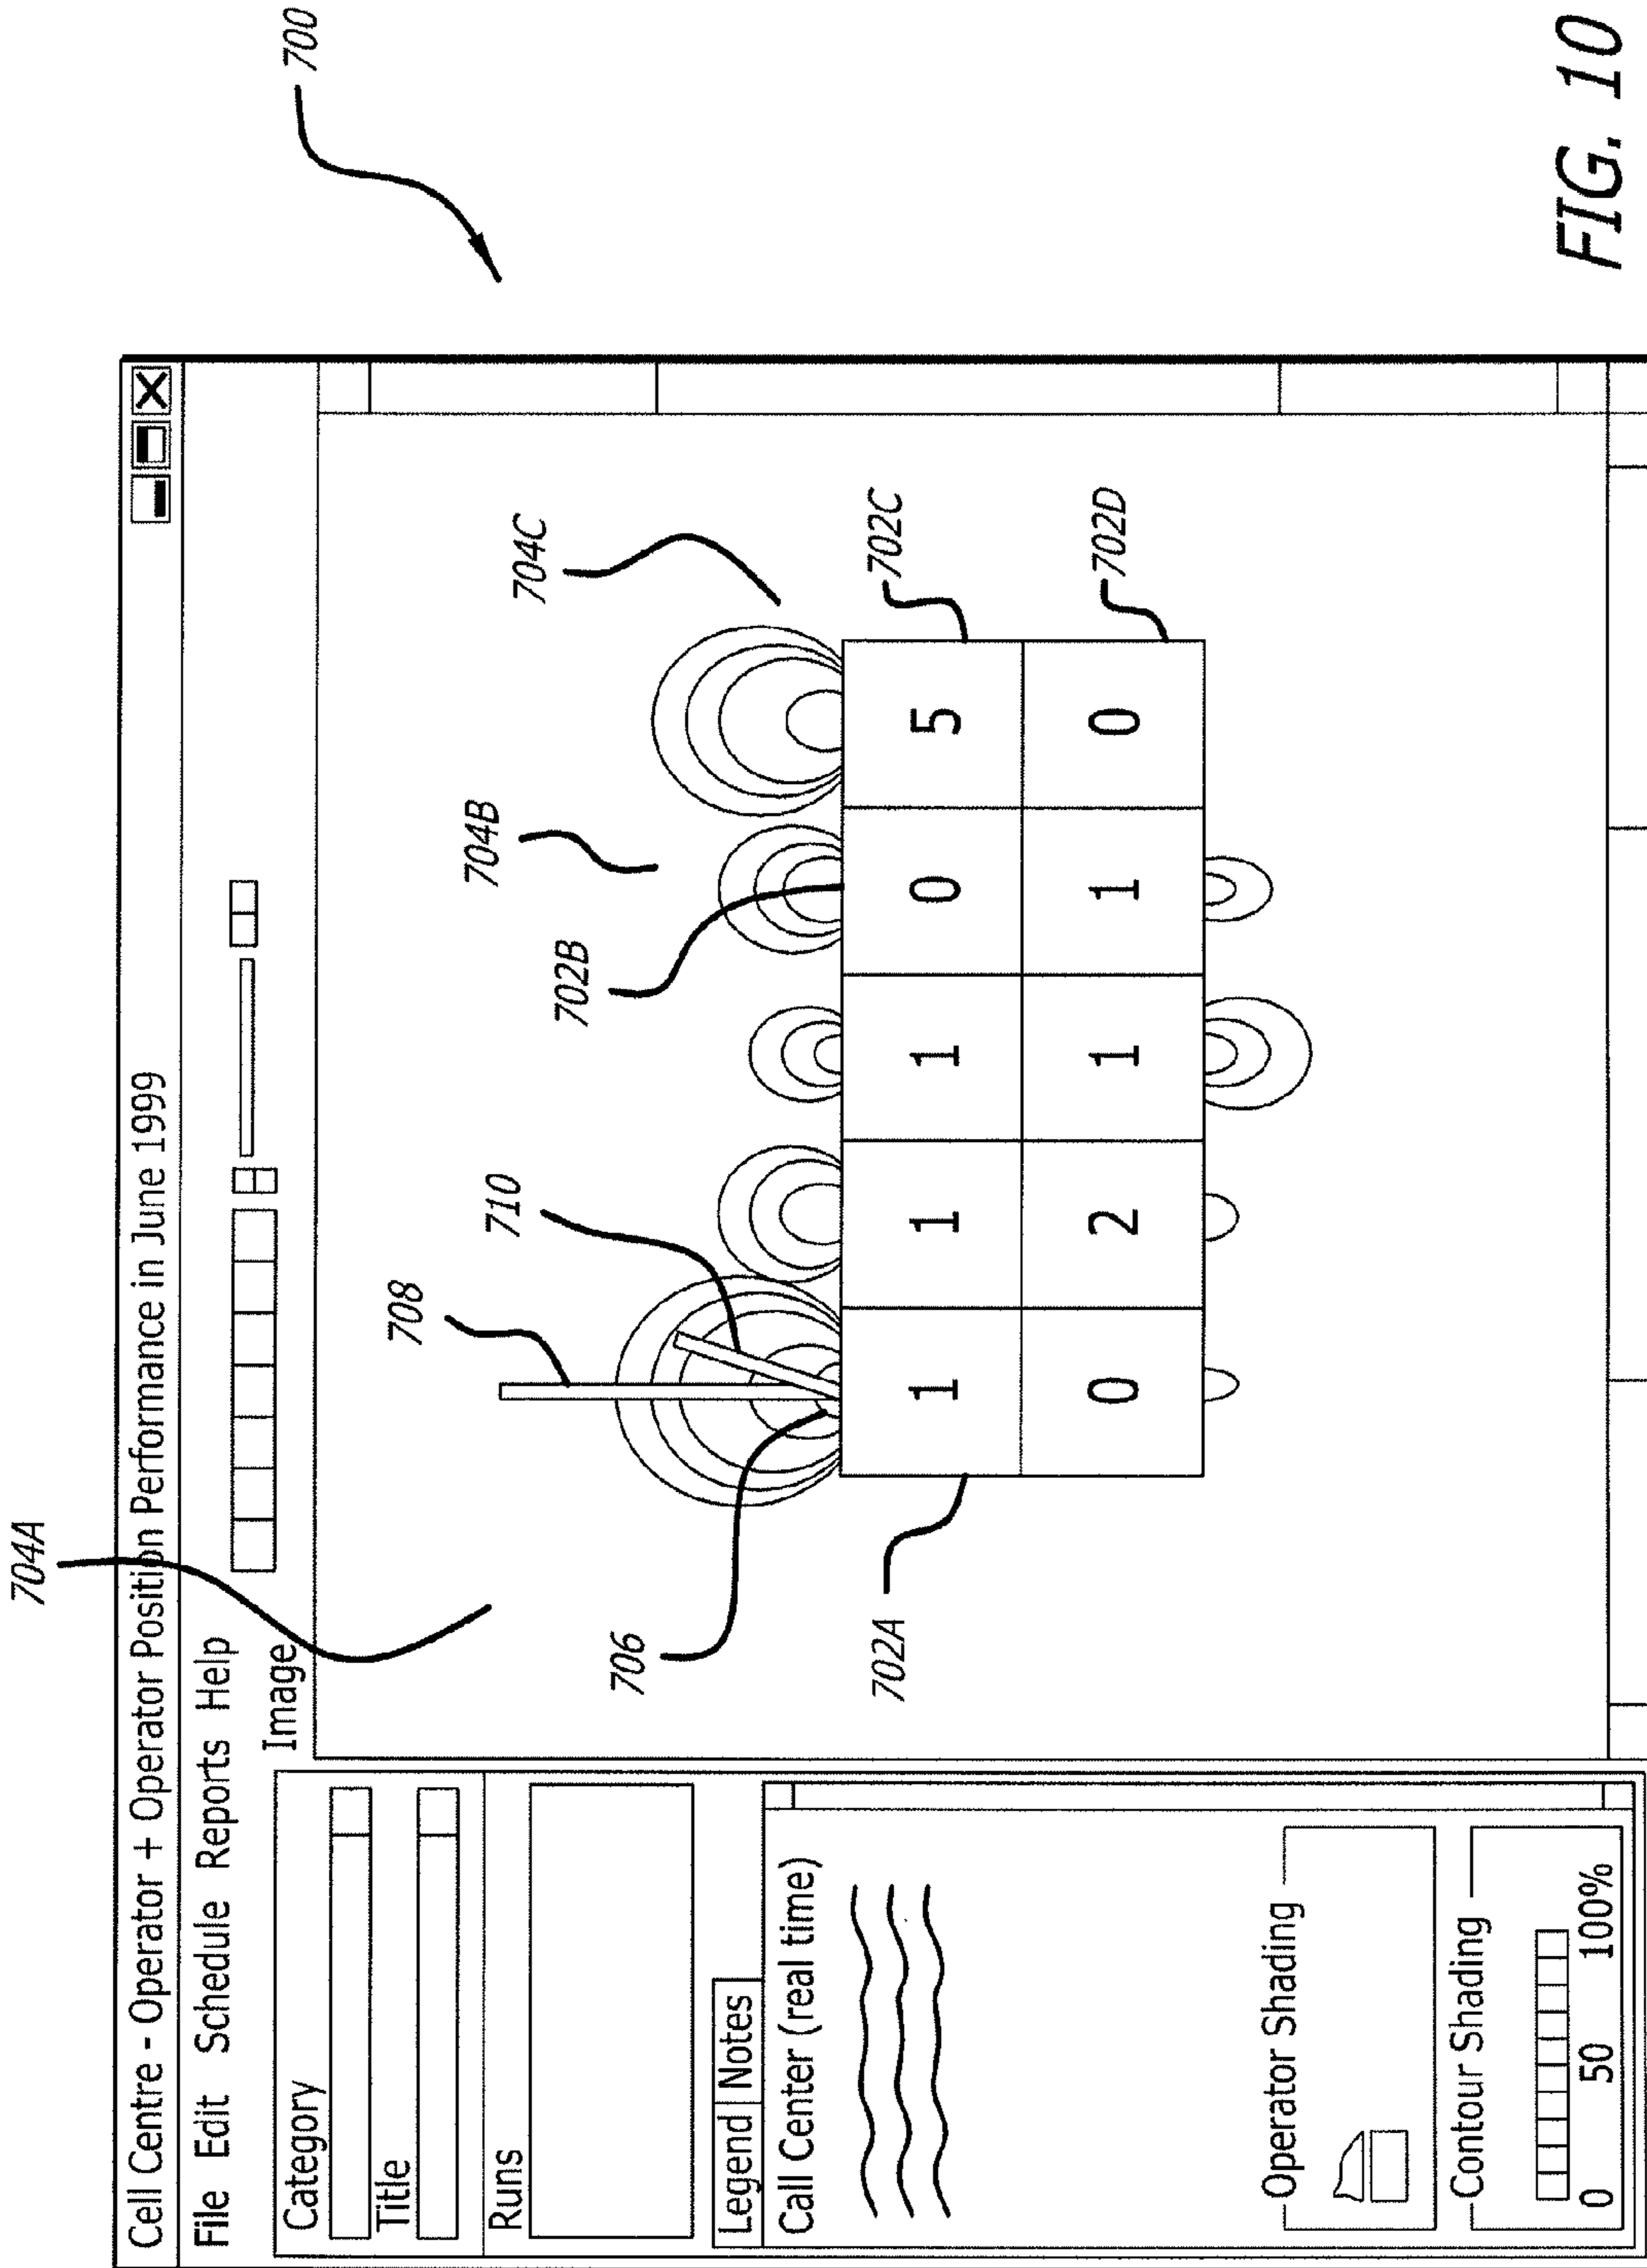 700
704A
Cell Centre - Operator + Operator Position Performance in June 1999
File Edit Schedule Reports Help
Image
Category
Title
Runs
Legend Notes
Call Center (real time)
Operator Shading
Contour Shading
0 50 100%
708
710
704B
704C
706
702B
702A
702C
702D
1 1 1 0 5
0 2 1 1 0
FIG. 10